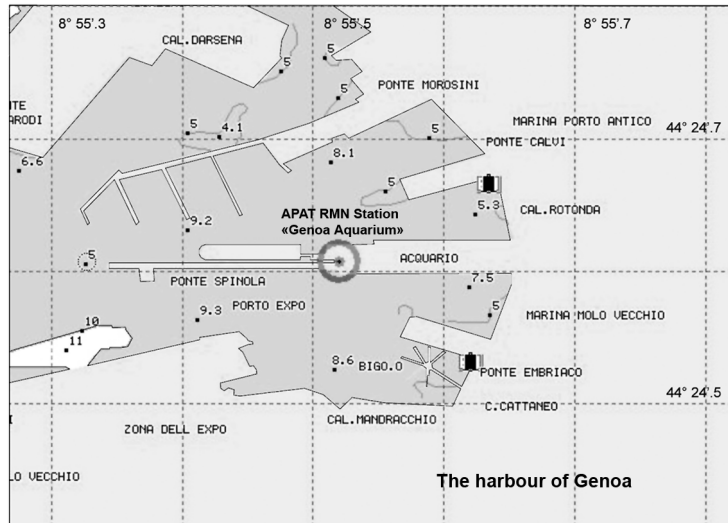 8° 55'.3
8° 55'.5
8° 55'.7
CAL.DARSENA
5
5
PONTE MOROSINI
5
NTE
ARODI
5
4.1
5
MARINA PORTO ANTICO
44° 24'.7
PONTE CALVI
6.6
8.1
5
APAT RMN Station
«Genoa Aquarium»
5.3
CAL.ROTONDA
9.2
5
ACQUARIO
PONTE SPINOLA
7.5
PORTO EXPO
9.3
5
MARINA MOLO VECCHIO
10
11
8.6
BIGO.O
PONTE EMBRIACO
44° 24'.5
C.CATTANEO
CAL.MANDRACCHIO
ZONA DELL EXPO
LO VECCHIO
The harbour of Genoa